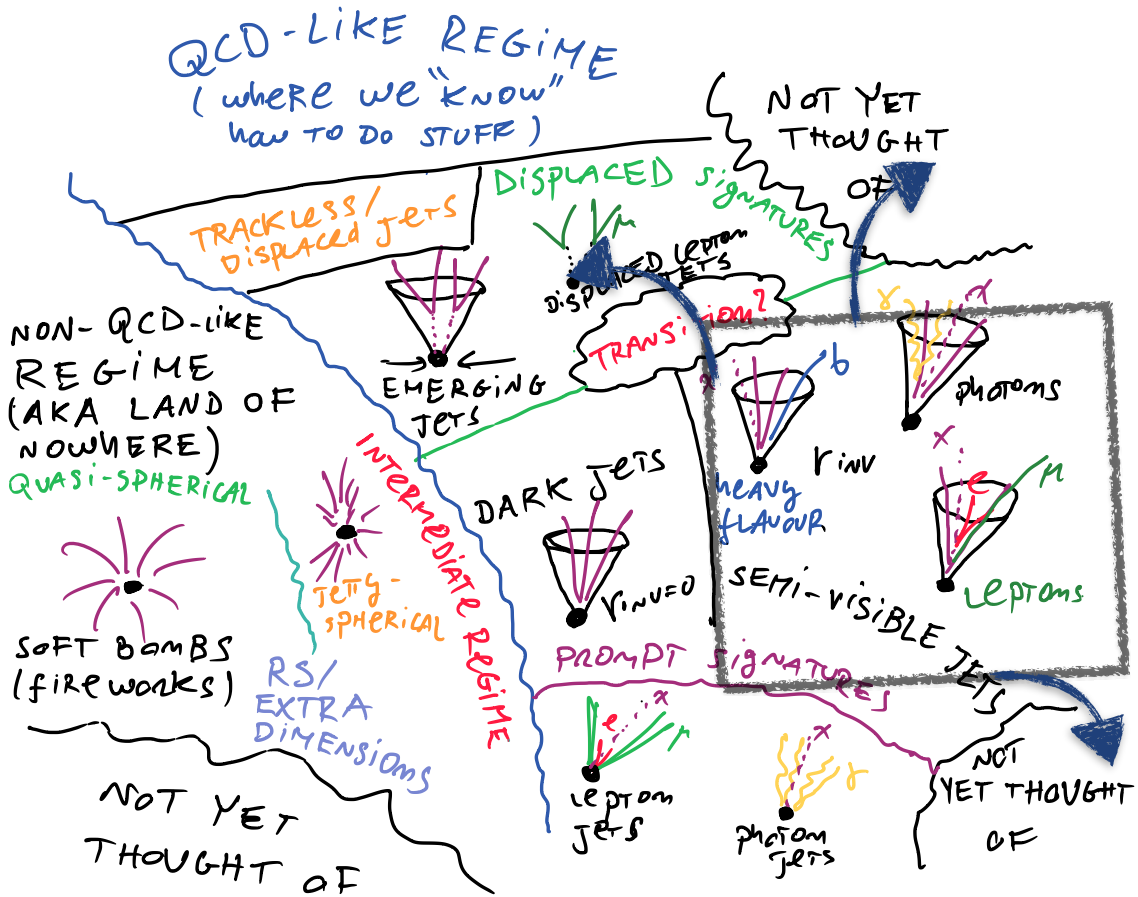 QCD-LIKE REGIME
(WHERE WE "KNOW"
HOW TO DO STUFF)
NOT YET
THOUGHT
OF
DISPLACED SIGNATURES
TRACKLESS/
DISPLACED JETS
μ
DISPLACED LEPTON
JETS
TRANSITION?
EMERGING
JETS
NON-QCD-LIKE
REGIME
(AKA LAND OF
NOWHERE)
QUASI-SPHERICAL
INTERMEDIATE REGIME
JETTY-
SPHERICAL
SOFT BOMBS
(FIREWORKS)
RS/
EXTRA
DIMENSIONS
NOT YET
THOUGHT OF
DARK JETS
rINV=0
x
b
HEAVY
FLAVOUR
rINV
γ
x
PHOTONS
x
e
μ
LEPTONS
SEMI-VISIBLE JETS
PROMPT SIGNATURES
e
x
μ
LEPTON
JETS
x
γ
PHOTON
JETS
NOT
YET THOUGHT
OF